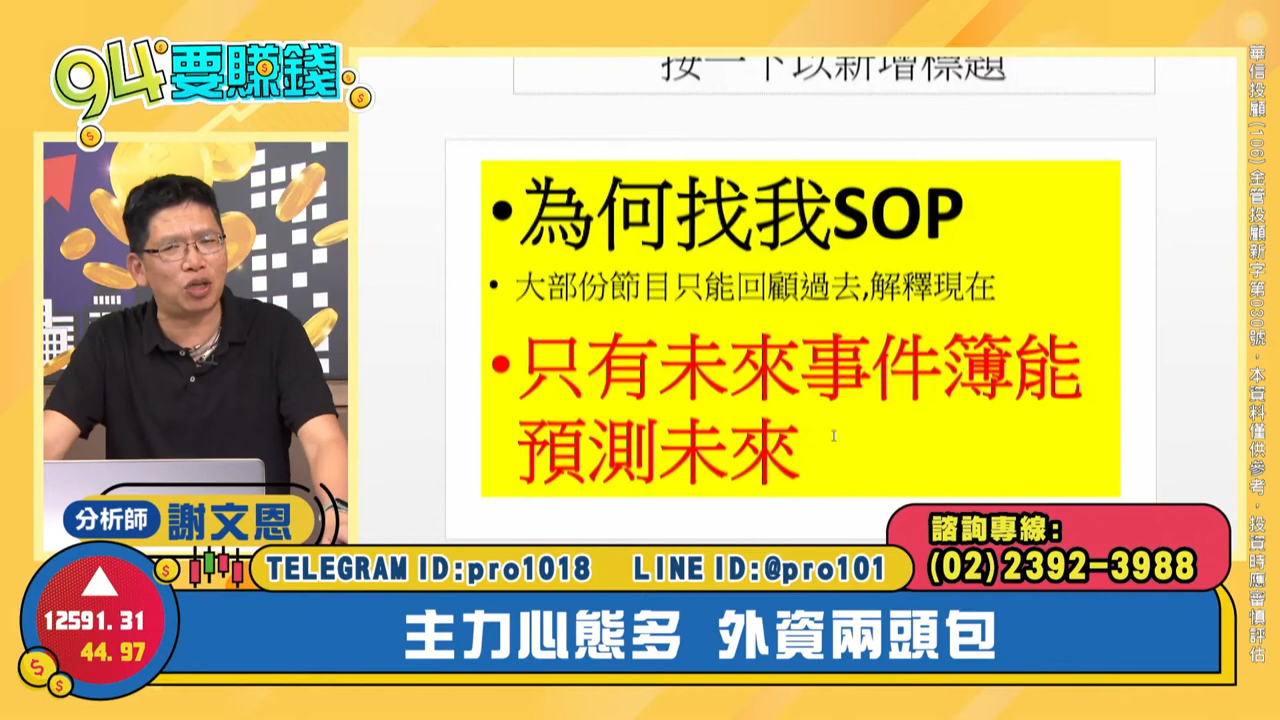 94要賺錢
按一下以新增標題
•為何找我SOP
•大部份節目只能回顧過去,解釋現在
•只有未來事件簿能
預測未來
華信投顧(106)金管投顧新字第030號，本資料僅供參考，投資時應審慎評估
分析師 謝文恩
諮詢專線:
(02)2392-3988
TELEGRAM ID:pro1018 LINE ID:@pro101
12591.31
44.97
主力心態多 外資兩頭包